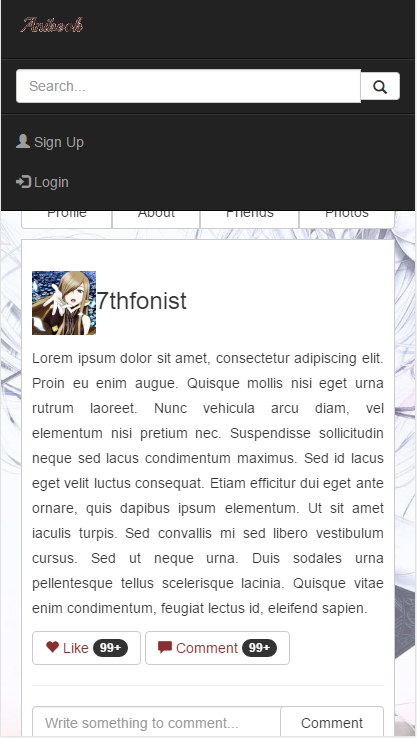 Anibook
Search...
Sign Up
Login
Profile About Friends Photos
7thfonist
Lorem ipsum dolor sit amet, consectetur adipiscing elit.
Proin eu enim augue. Quisque mollis nisi eget urna
rutrum laoreet. Nunc vehicula arcu diam, vel
elementum nisi pretium nec. Suspendisse sollicitudin
neque sed lacus condimentum maximus. Sed id lacus
eget velit luctus consequat. Etiam efficitur dui eget ante
ornare, quis dapibus ipsum elementum. Ut sit amet
iaculis turpis. Sed convallis mi sed libero vestibulum
cursus. Sed ut neque urna. Duis sodales urna
pellentesque tellus scelerisque lacinia. Quisque vitae
enim condimentum, feugiat lectus id, eleifend sapien.
Like 99+ Comment 99+
Write something to comment... Comment